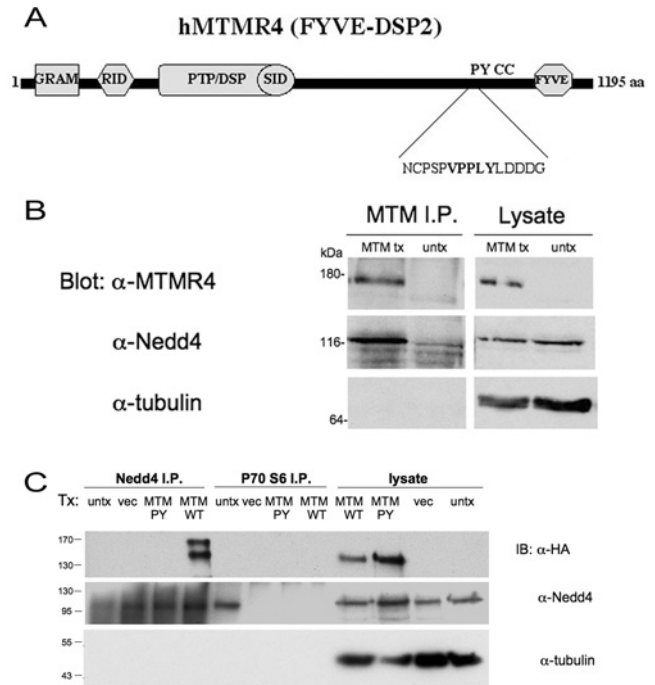 A
hMTMR4 (FYVE-DSP2)
1 GRAM RID PTP/DSP SID PY CC FYVE 1195 aa
NCPSPVPPLYLDDDG
B
MTM I.P. Lysate
kDa MTM tx untx MTM tx untx
180-
Blot: α-MTMR4
α-Nedd4 116-
α-tubulin
64-
C
Nedd4 I.P. P70 S6 I.P. lysate
Tx: untx vec MTM PY MTM WT untx vec MTM PY MTM WT MTM WT MTM PY vec untx
170
IB: α-HA
130
130
α-Nedd4
95
55
α-tubulin
43